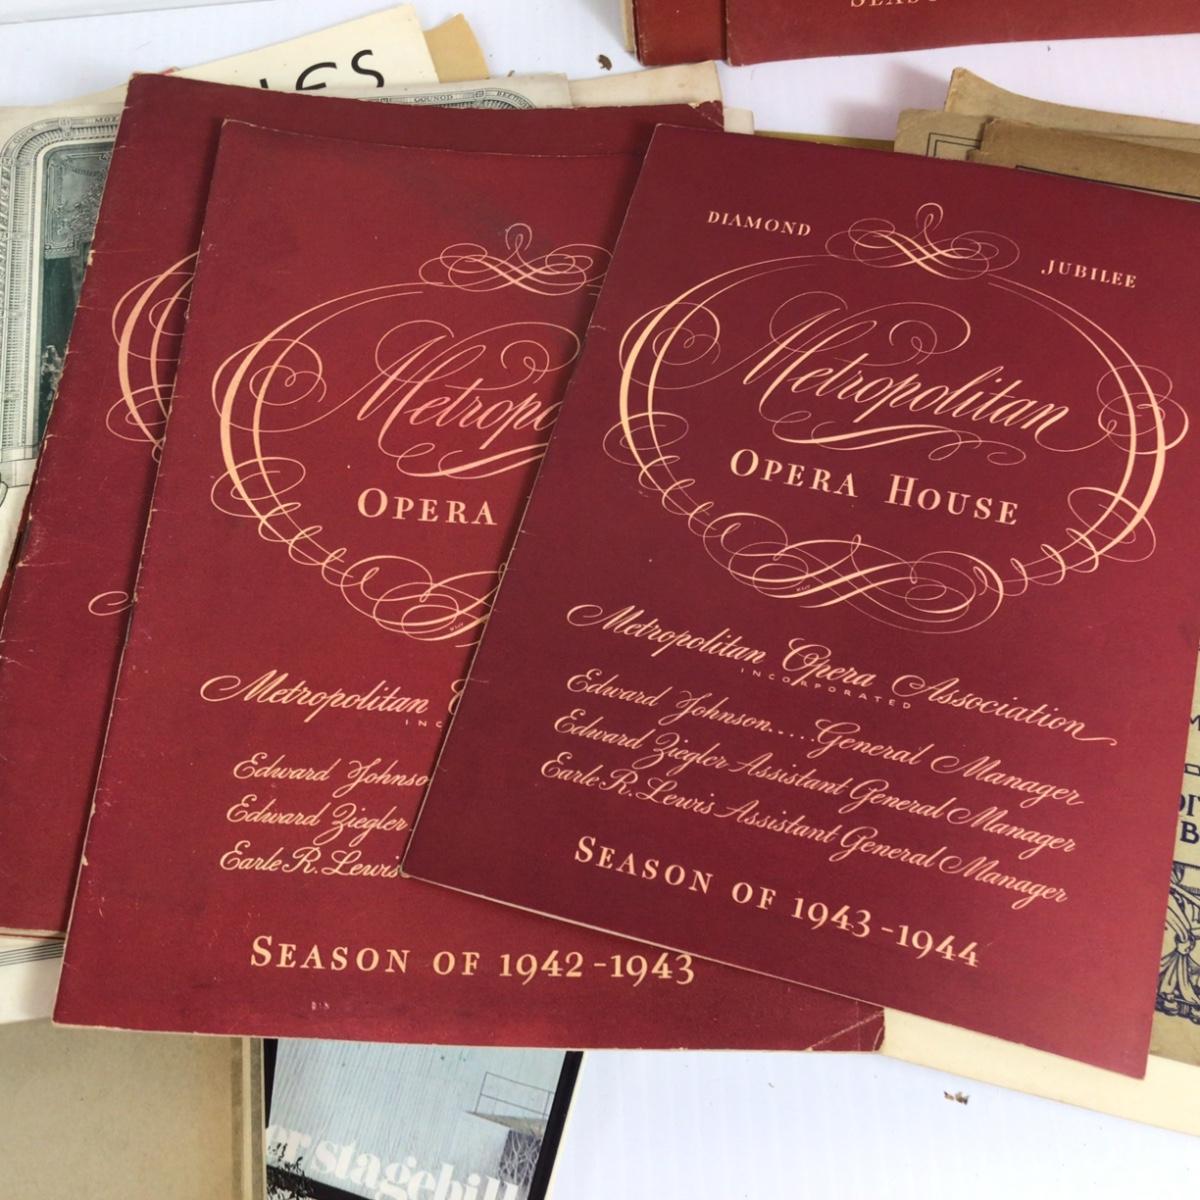 GOUNOD
DIAMOND JUBILEE
Metropolitan
OPERA HOUSE
Metropolitan Opera Association
INCORPORATED
Edward Johnson.....General Manager
Edward Ziegler Assistant General Manager
Earle R. Lewis Assistant General Manager
SEASON OF 1943-1944
OPERA
Metropolitan
INC
Edward Johnso
Edward Ziegler
Earle R. Lewis
SEASON OF 1942-1943
stagebill